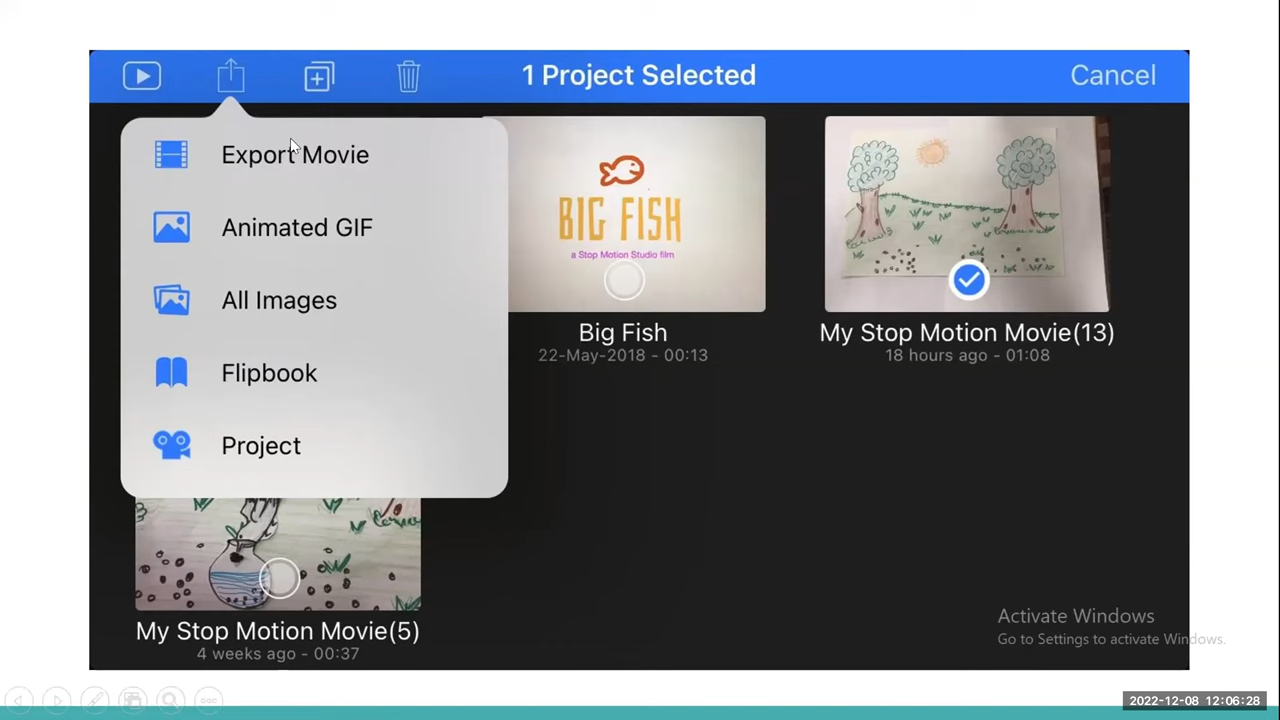 1 Project Selected
Cancel
Export Movie
Animated GIF
All Images
Flipbook
Project
BIG FISH
a Stop Motion Studio film
Big Fish
22-May-2018 - 00:13
My Stop Motion Movie(13)
18 hours ago - 01:08
My Stop Motion Movie(5)
4 weeks ago - 00:37
Activate Windows
Go to Settings to activate Windows.
2022-12-08 12:06:28